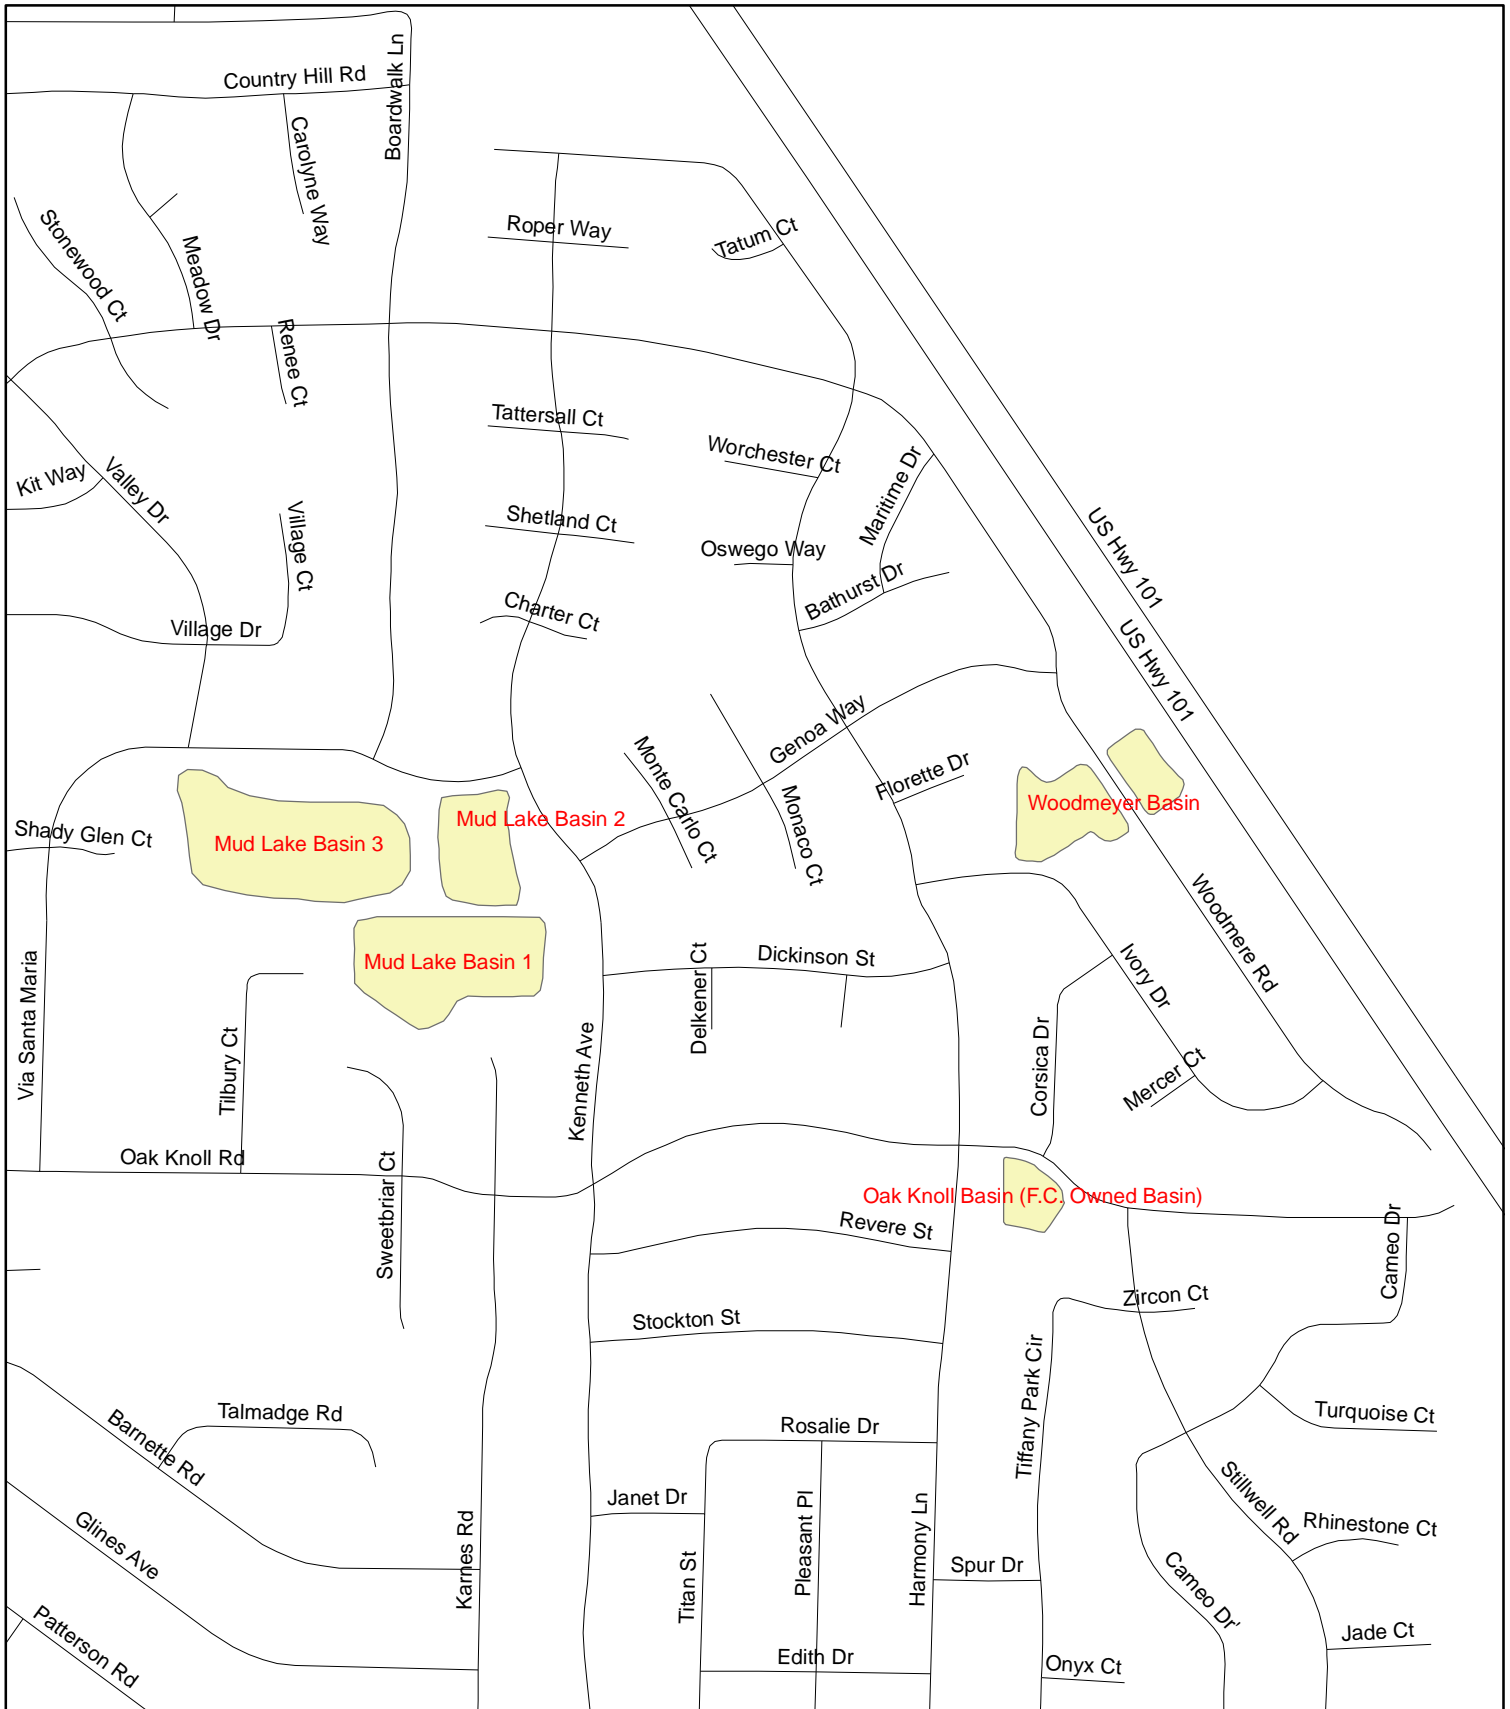 Country Hill Rd
Boardwalk Ln
Carolyne Way
Stonewood Ct
Meadow Dr
Roper Way
Tatum Ct
Renee Ct
Tattersall Ct
Worchester Ct
Maritime Dr
Kit Way
Valley Dr
Village Ct
Shetland Ct
Oswego Way
US Hwy 101
Bathurst Dr
Charter Ct
Village Dr
US Hwy 101
Genoa Way
Monte Carlo Ct
Florette Dr
Monaco Ct
Woodmeyer Basin
Mud Lake Basin 2
Shady Glen Ct
Mud Lake Basin 3
Woodmere Rd
Mud Lake Basin 1
Dickinson St
Delkener Ct
Ivory Dr
Via Santa Maria
Tilbury Ct
Kenneth Ave
Corsica Dr
Mercer Ct
Oak Knoll Rd
Sweetbriar Ct
Oak Knoll Basin (F.C. Owned Basin)
Revere St
Cameo Dr
Zircon Ct
Stockton St
Tiffany Park Cir
Talmadge Rd
Barnette Rd
Rosalie Dr
Turquoise Ct
Stillwell Rd
Janet Dr
Pleasant Pl
Harmony Ln
Rhinestone Ct
Glines Ave
Karnes Rd
Titan St
Spur Dr
Cameo Dr'
Patterson Rd
Edith Dr
Onyx Ct
Jade Ct